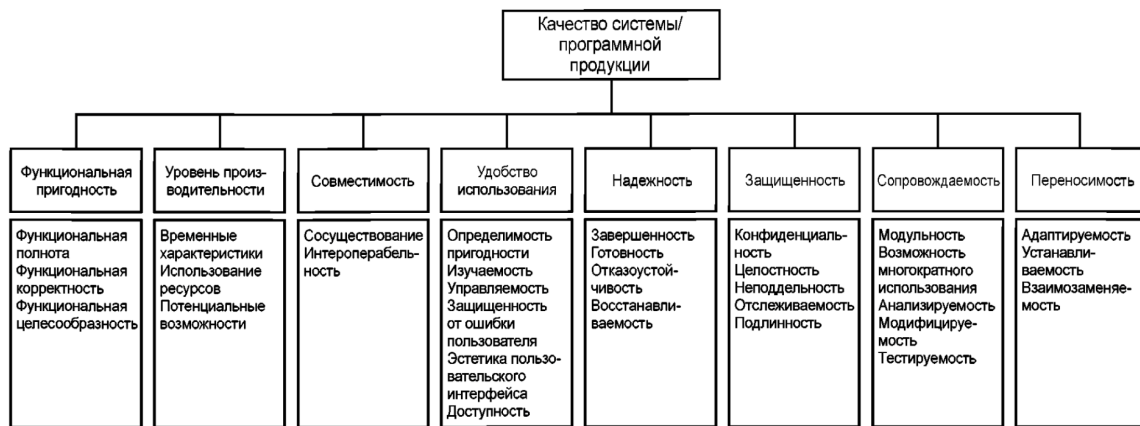 Качество системы/
программной
продукции
Функциональная
пригодность
Уровень произ-
водительности
Совместимость
Удобство
использования
Надежность
Защищенность
Сопровождаемость
Переносимость
Функциональная
полнота
Функциональная
корректность
Функциональная
целесообразность
Временные
характеристики
Использование
ресурсов
Потенциальные
возможности
Сосуществование
Интероперабель-
ность
Определимость
пригодности
Изучаемость
Управляемость
Защищенность
от ошибки
пользователя
Эстетика пользо-
вательского
интерфейса
Доступность
Завершенность
Готовность
Отказоустой-
чивость
Восстанавли-
ваемость
Конфиденциаль-
ность
Целостность
Неподдельность
Отслеживаемость
Подлинность
Модульность
Возможность
многократного
использования
Анализируемость
Модифицируе-
мость
Тестируемость
Адаптируемость
Устанавли-
ваемость
Взаимозаменяе-
мость